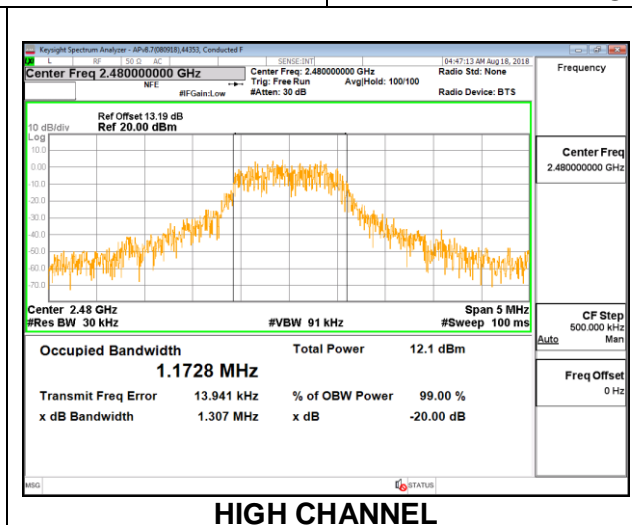 Keysight Spectrum Analyzer - APv8.7(080918),44353, Conducted F
L RF 50 Ω AC SENSE:INT 04:47:13 AM Aug 18, 2018
Center Freq 2.480000000 GHz Center Freq: 2.480000000 GHz Radio Std: None Frequency
NFE Trig: Free Run Avg|Hold: 100/100
#IFGain:Low #Atten: 30 dB Radio Device: BTS
Ref Offset 13.19 dB
10 dB/div Ref 20.00 dBm
Log
10.0
0.00
-10.0
-20.0
-30.0
-40.0
-50.0
-60.0
-70.0
Center Freq
2.480000000 GHz
Center 2.48 GHz Span 5 MHz
#Res BW 30 kHz #VBW 91 kHz #Sweep 100 ms
CF Step
500.000 kHz
Auto Man
Occupied Bandwidth Total Power 12.1 dBm
1.1728 MHz
Transmit Freq Error 13.941 kHz % of OBW Power 99.00 %
x dB Bandwidth 1.307 MHz x dB -20.00 dB
Freq Offset
0 Hz
MSG STATUS
HIGH CHANNEL